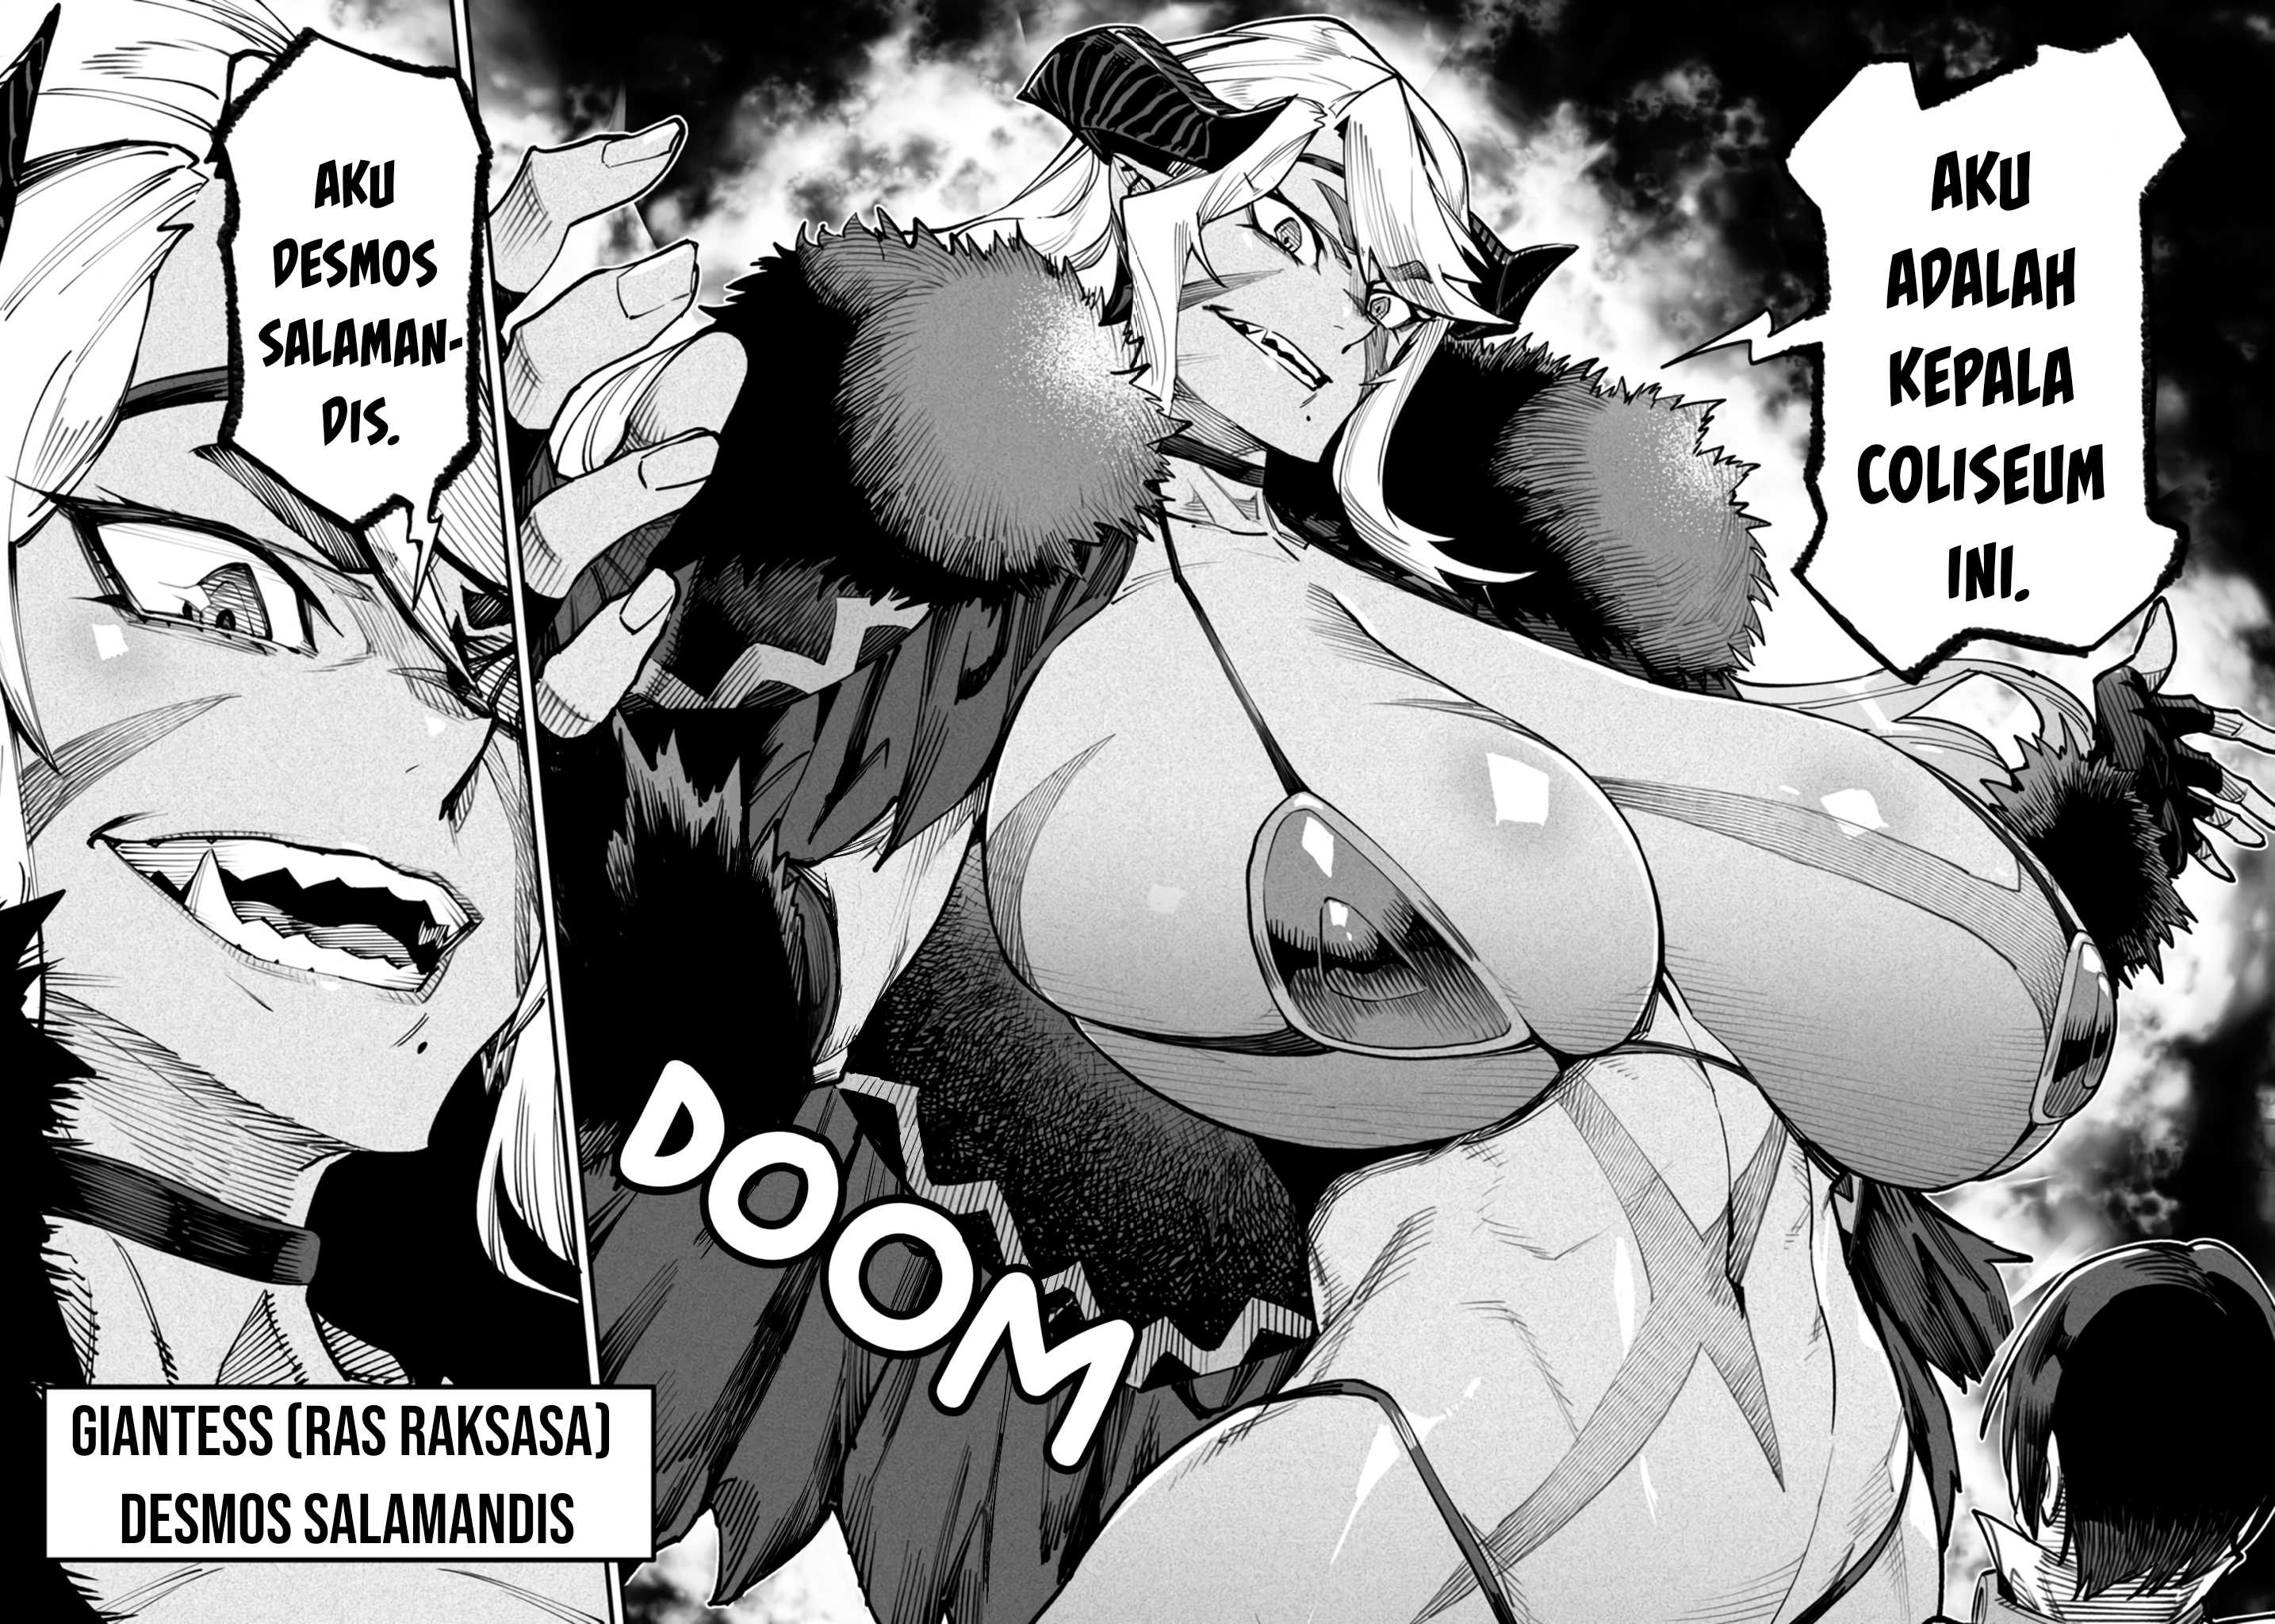 AKU
ADALAH
KEPALA
COLISEUM
INI.
AKU
DESMOS
SALAMAN-
DIS.
DOOM
GIANTESS (RAS RAKSASA)
DESMOS SALAMANDIS